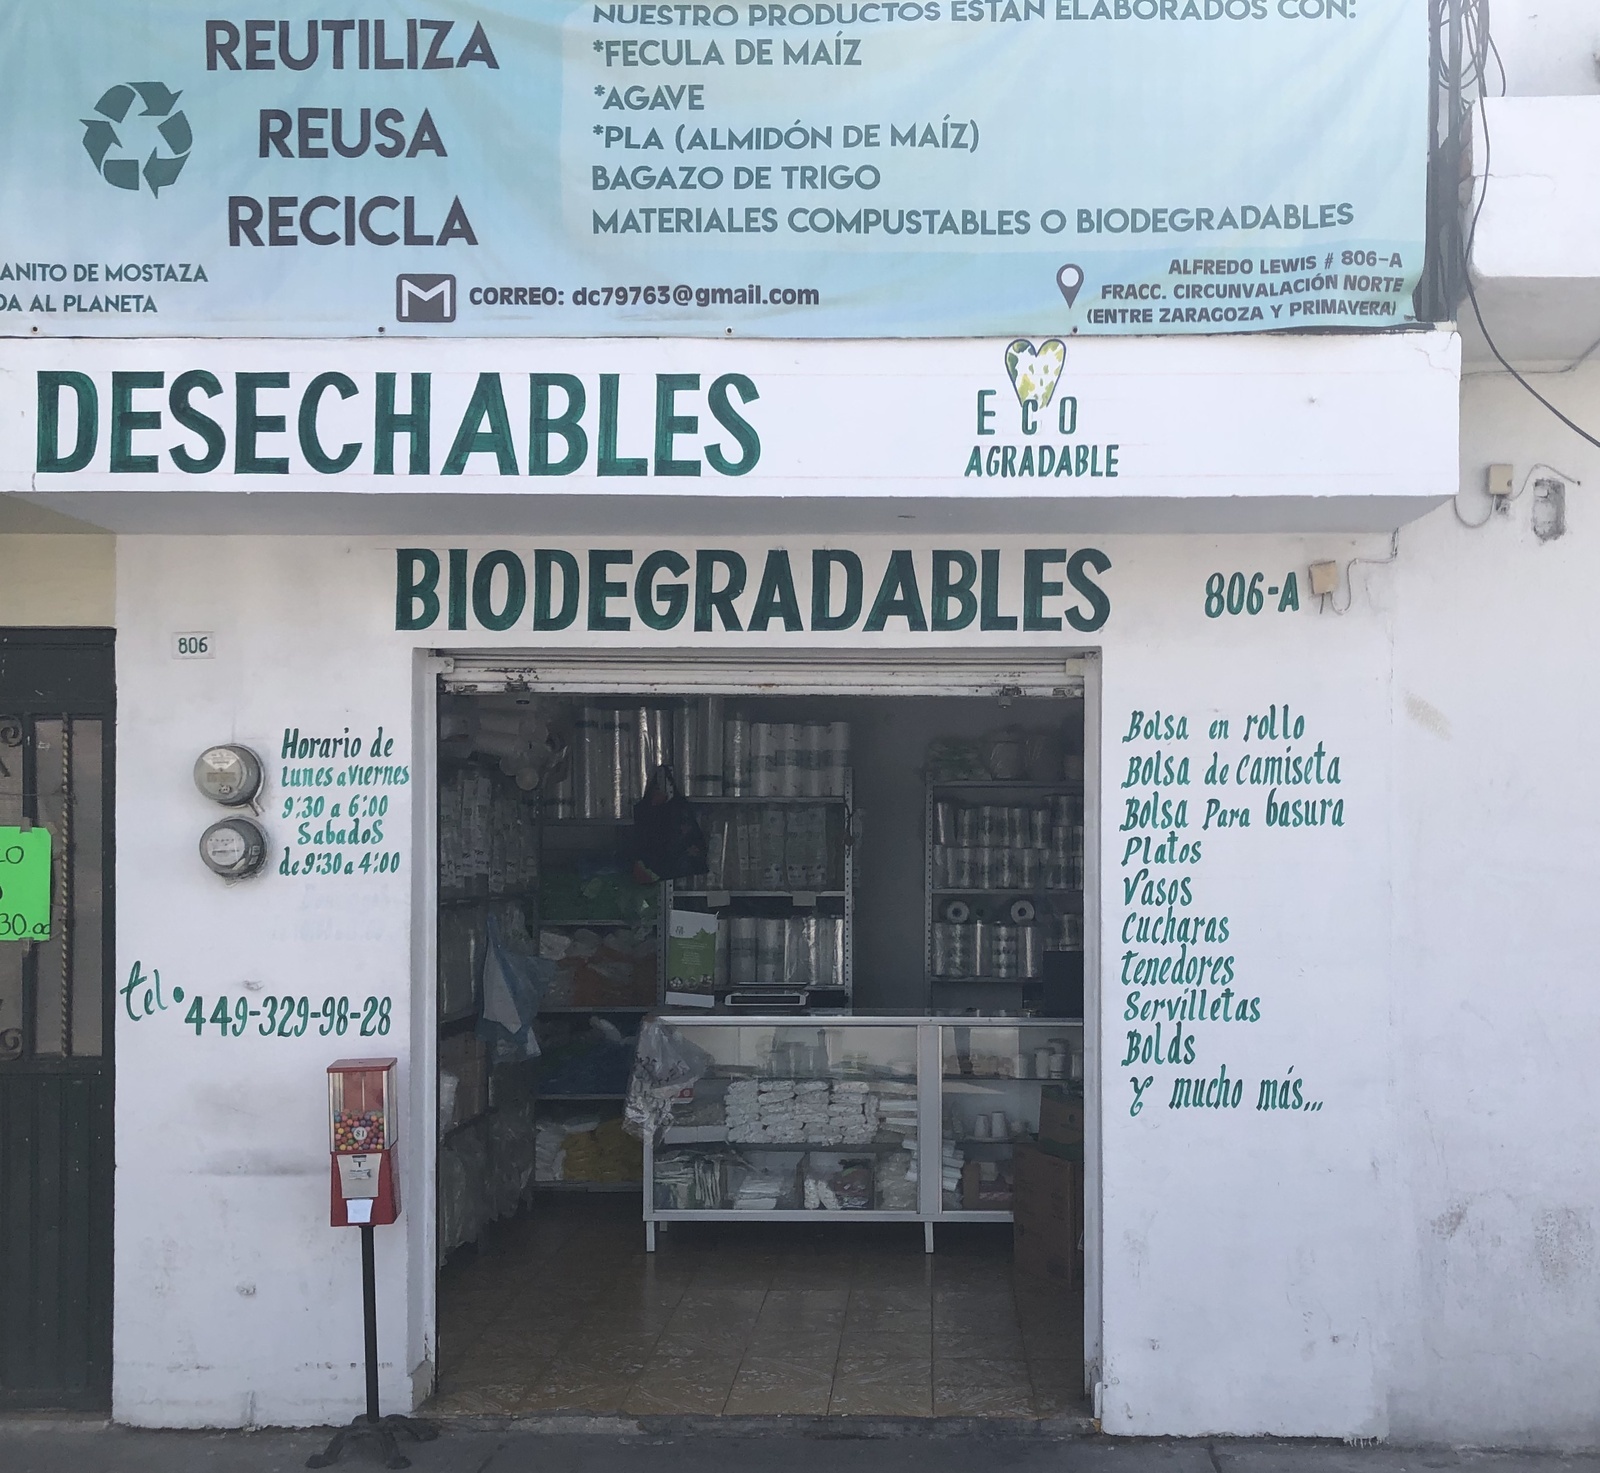 REUTILIZA
REUSA
RECICLA
ANITO DE MOSTAZA
DA AL PLANETA
CORREO: dc79763@gmail.com
NUESTRO PRODUCTOS ESTAN ELABORADOS CON:
*FECULA DE MAÍZ
*AGAVE
*PLA (ALMIDÓN DE MAÍZ)
BAGAZO DE TRIGO
MATERIALES COMPUSTABLES O BIODEGRADABLES
ALFREDO LEWIS # 806-A
FRACC. CIRCUNVALACIÓN NORTE
(ENTRE ZARAGOZA Y PRIMAVERA)
DESECHABLES
ECO
AGRADABLE
BIODEGRADABLES
806-A
806
Horario de
Lunes a Viernes
9:30 a 6:00
Sabados
de 9:30 a 4:00
tel. 449-329-98-28
LO
30.00
81
Bolsa en rollo
Bolsa de camiseta
Bolsa Para basura
Platos
Vasos
Cucharas
tenedores
Servilletas
Bolds
Y mucho más...